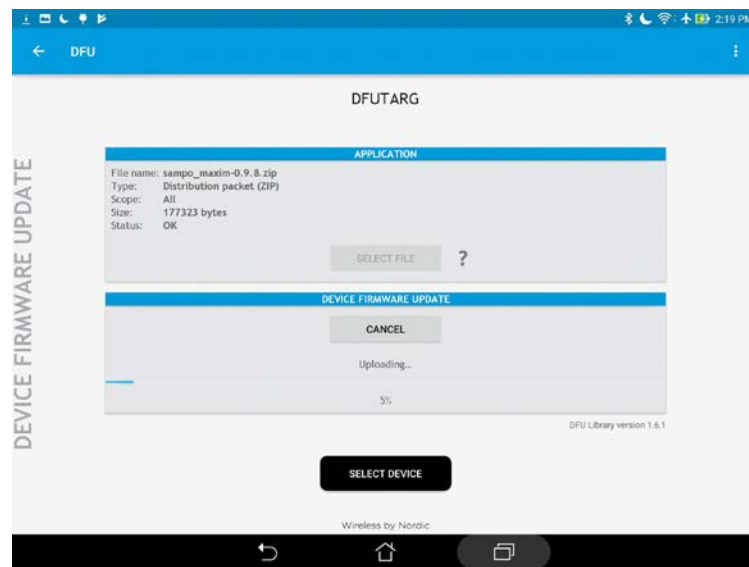 2:19 PM
DFU
DFUTARG
DEVICE FIRMWARE UPDATE
APPLICATION
File name: sampo_maxim-0.9.8.zip
Type: Distribution packet (ZIP)
Scope: All
Size: 177323 bytes
Status: OK
SELECT FILE ?
DEVICE FIRMWARE UPDATE
CANCEL
Uploading...
5%
DFU Library version 1.6.1
SELECT DEVICE
Wireless by Nordic